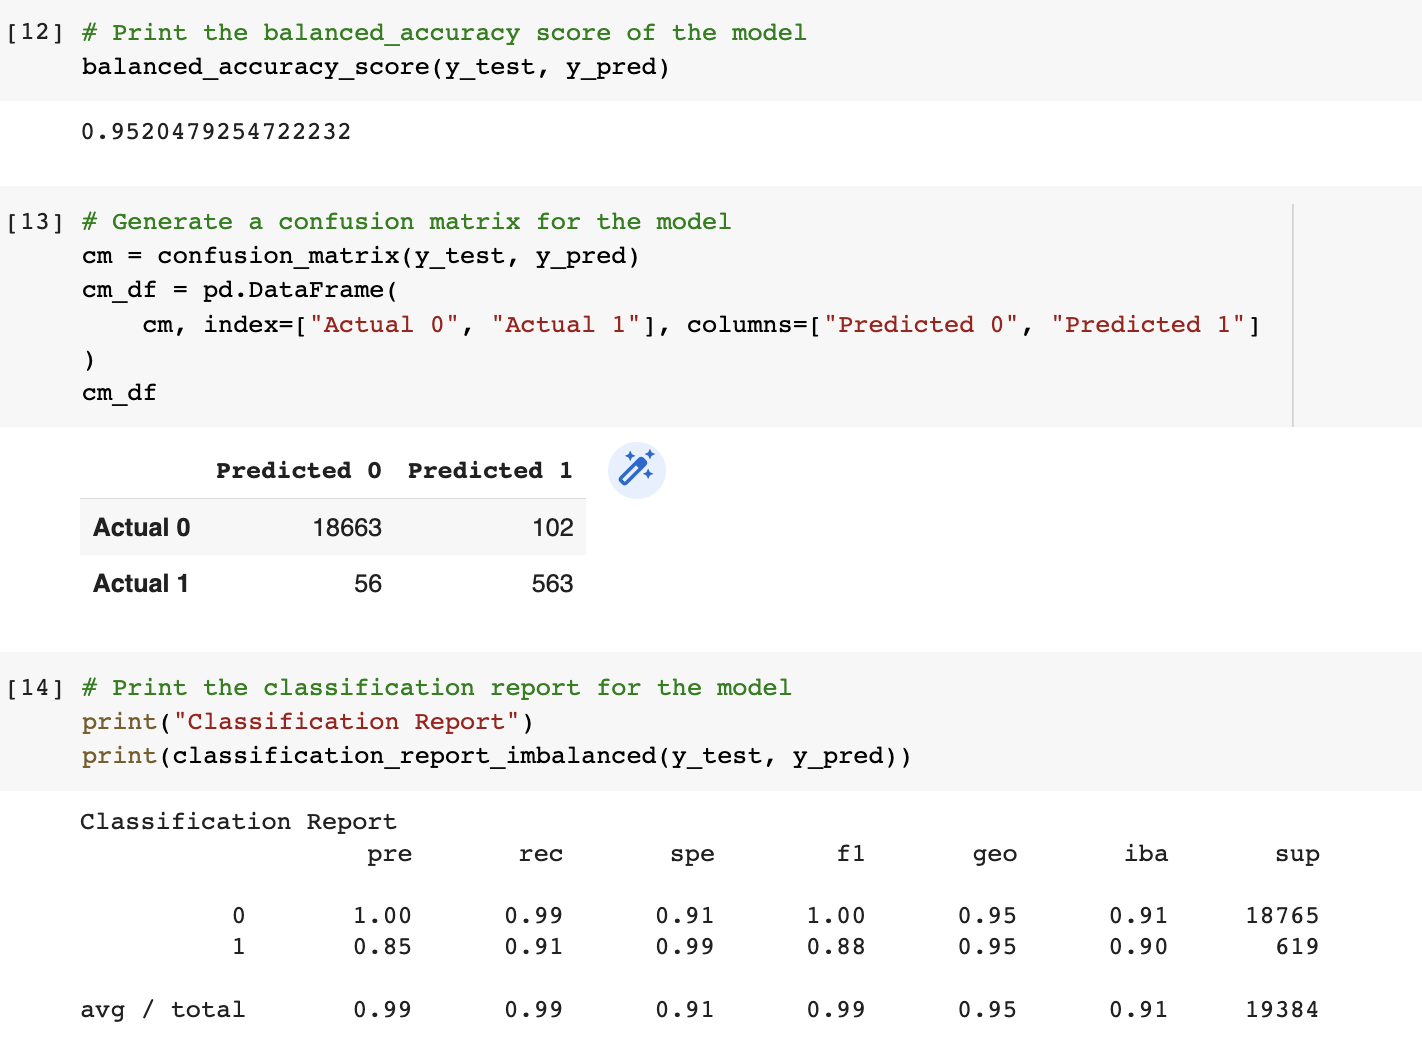 [12] # Print the balanced_accuracy score of the model
balanced_accuracy_score(y_test, y_pred)
0.9520479254722232
[13] # Generate a confusion matrix for the model
cm = confusion_matrix(y_test, y_pred)
cm_df = pd.DataFrame(
    cm, index=["Actual 0", "Actual 1"], columns=["Predicted 0", "Predicted 1"]
)
cm_df
Predicted 0 Predicted 1
Actual 0 18663 102
Actual 1 56 563
[14] # Print the classification report for the model
print("Classification Report")
print(classification_report_imbalanced(y_test, y_pred))
Classification Report
pre rec spe f1 geo iba sup
0 1.00 0.99 0.91 1.00 0.95 0.91 18765
1 0.85 0.91 0.99 0.88 0.95 0.90 619
avg / total 0.99 0.99 0.91 0.99 0.95 0.91 19384